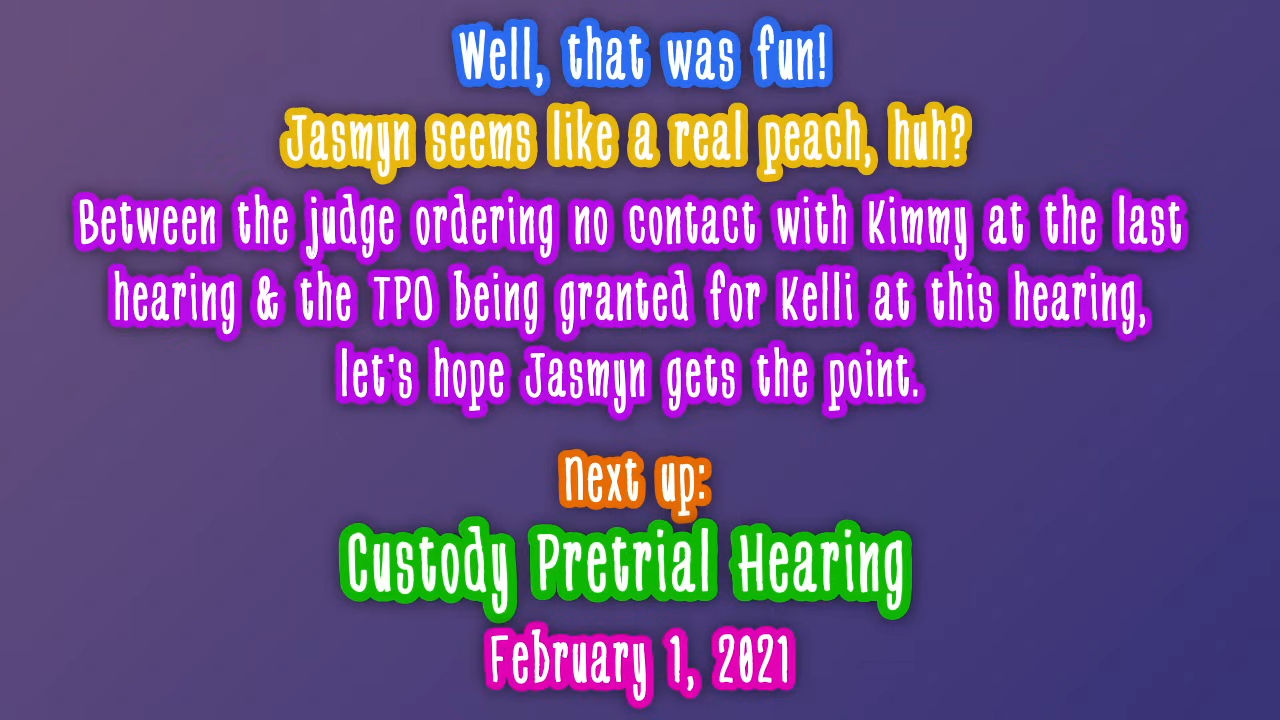 Well, that was fun!
Jasmyn seems like a real peach, huh?
Between the judge ordering no contact with Kimmy at the last
hearing & the TPO being granted for Kelli at this hearing,
let's hope Jasmyn gets the point.
Next up:
Custody Pretrial Hearing
February 1, 2021